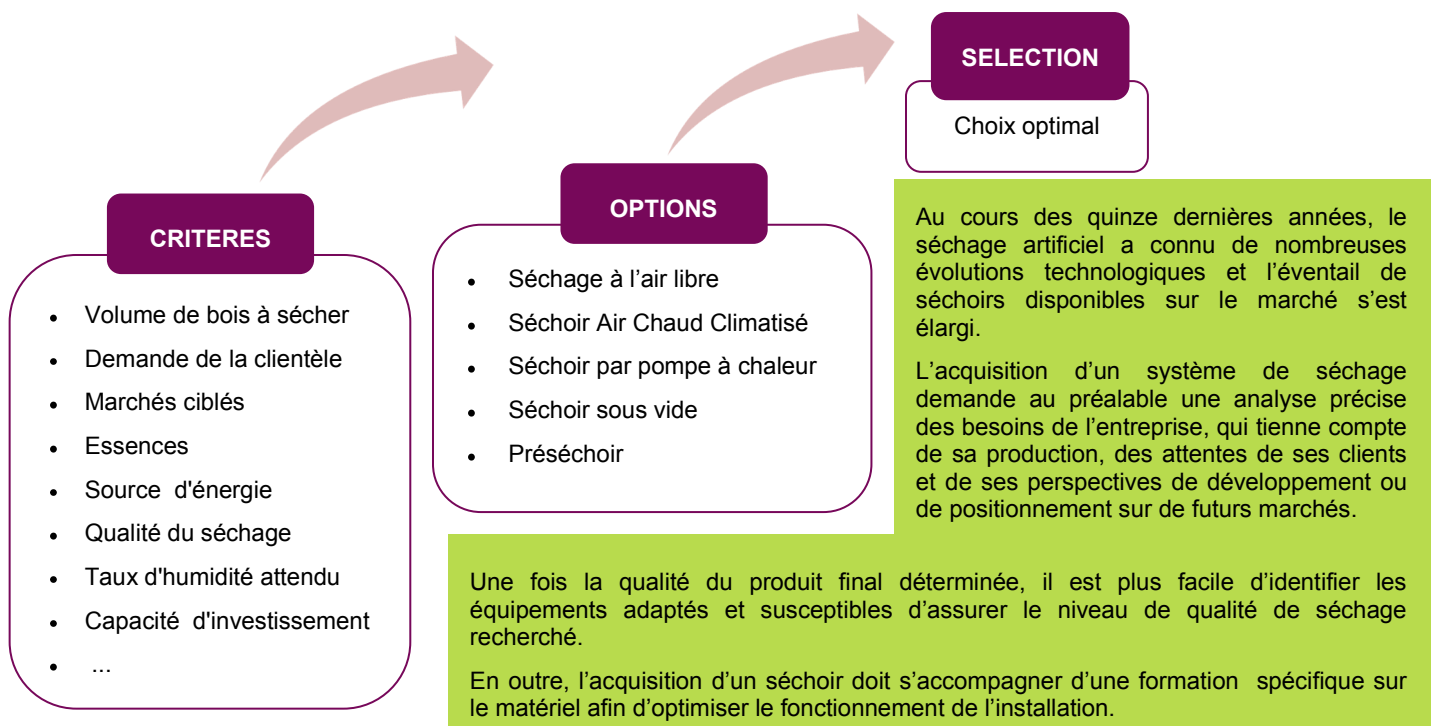 CRITERES
• Volume de bois à sécher
• Demande de la clientèle
• Marchés ciblés
• Essences
• Source d'énergie
• Qualité du séchage
• Taux d'humidité attendu
• Capacité d'investissement
• ...
OPTIONS
• Séchage à l’air libre
• Séchoir Air Chaud Climatisé
• Séchoir par pompe à chaleur
• Séchoir sous vide
• Préséchoir
SELECTION
Choix optimal
Au cours des quinze dernières années, le
séchage artificiel a connu de nombreuses
évolutions technologiques et l’éventail de
séchoirs disponibles sur le marché s’est
élargi.
L’acquisition d’un système de séchage
demande au préalable une analyse précise
des besoins de l’entreprise, qui tienne compte
de sa production, des attentes de ses clients
et de ses perspectives de développement ou
de positionnement sur de futurs marchés.
Une fois la qualité du produit final déterminée, il est plus facile d’identifier les
équipements adaptés et susceptibles d’assurer le niveau de qualité de séchage
recherché.
En outre, l’acquisition d’un séchoir doit s’accompagner d’une formation spécifique sur
le matériel afin d’optimiser le fonctionnement de l’installation.